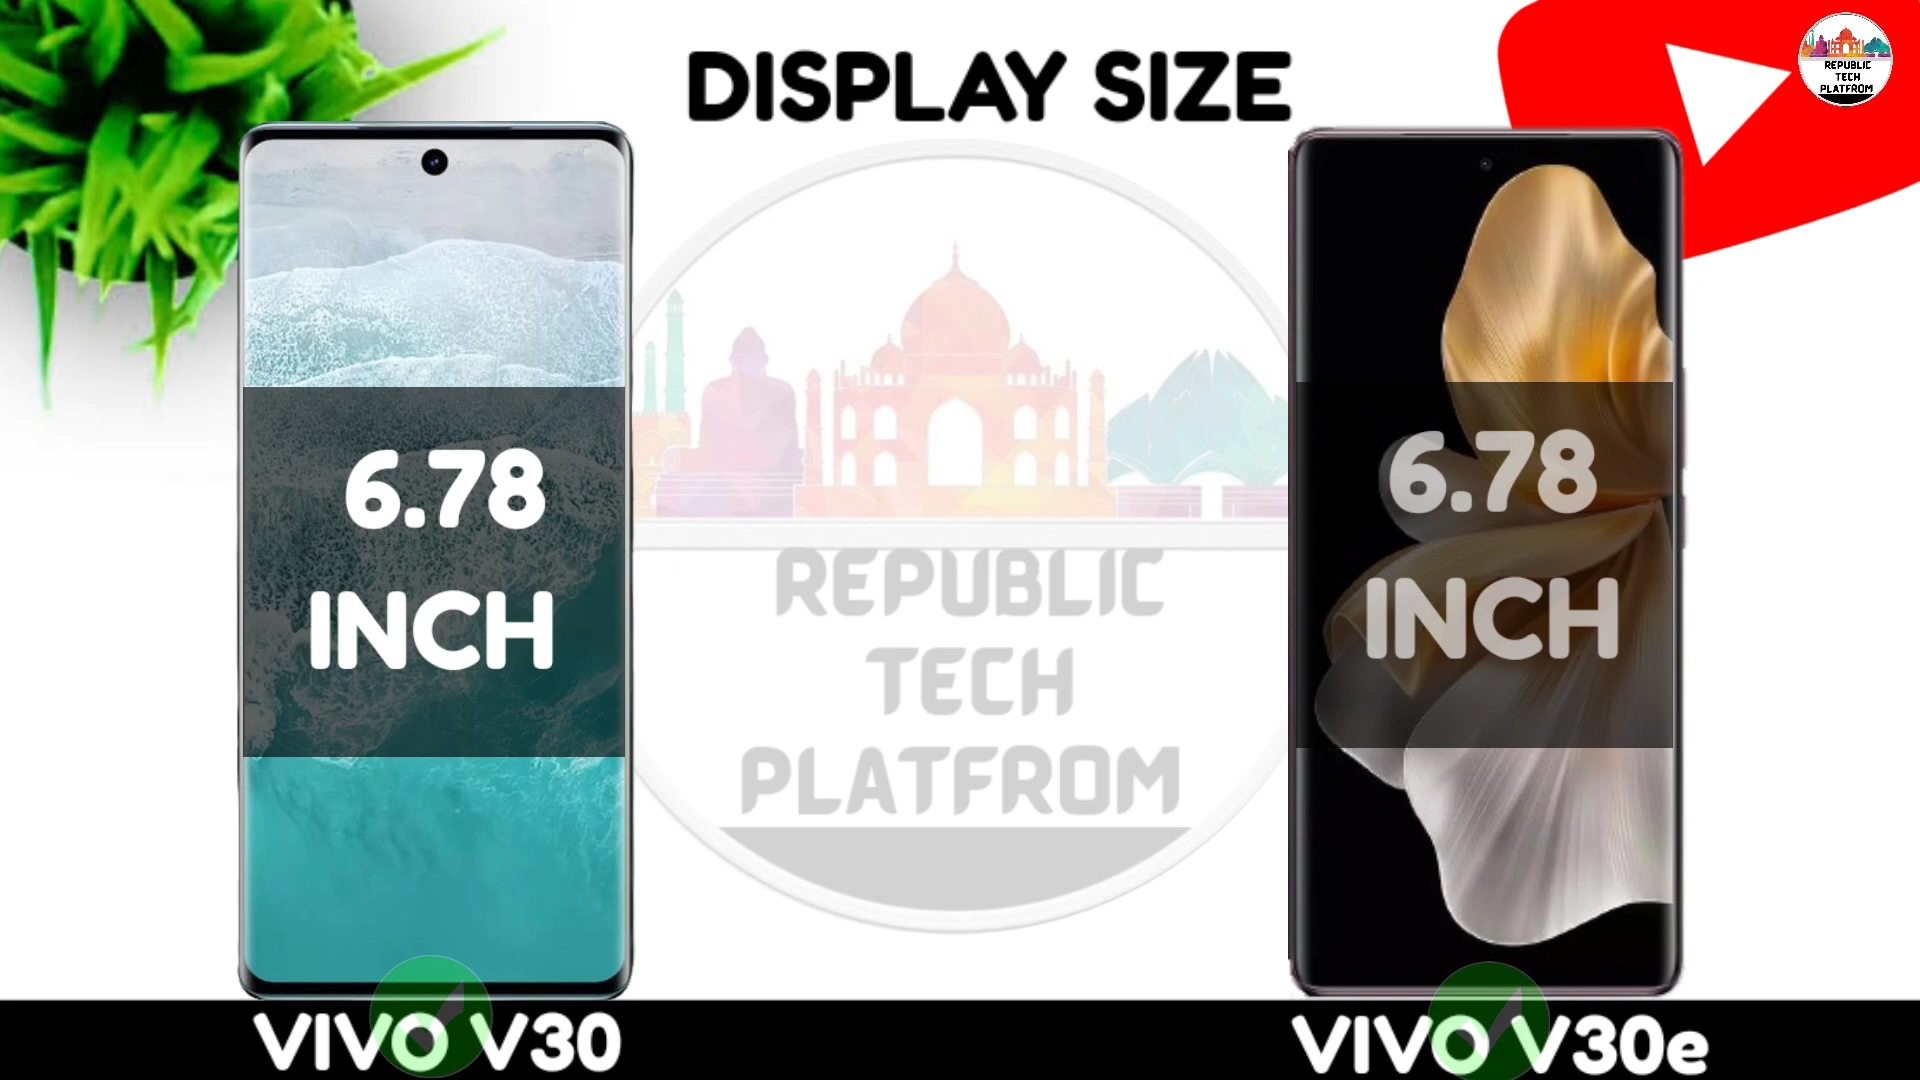 DISPLAY SIZE
REPUBLIC
TECH
PLATFROM
6.78
INCH
6.78
INCH
REPUBLIC
TECH
PLATFROM
VIVO V30
VIVO V30e